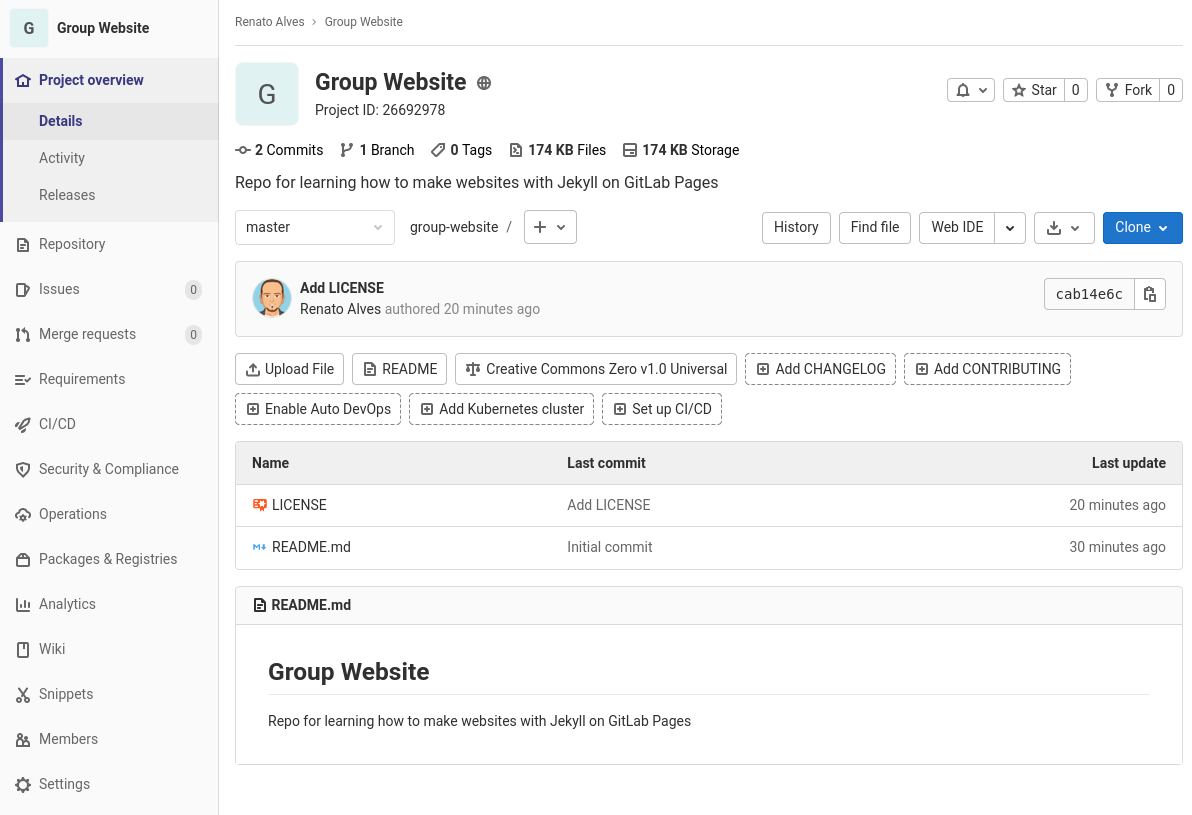 G Group Website
Project overview
Details
Activity
Releases
Repository
Issues 0
Merge requests 0
Requirements
CI/CD
Security & Compliance
Operations
Packages & Registries
Analytics
Wiki
Snippets
Members
Settings
Renato Alves > Group Website
G
Group Website
Project ID: 26692978
Star 0 Fork 0
2 Commits 1 Branch 0 Tags 174 KB Files 174 KB Storage
Repo for learning how to make websites with Jekyll on GitLab Pages
master group-website / + History Find file Web IDE Clone
Add LICENSE
Renato Alves authored 20 minutes ago
cab14e6c
Upload File README Creative Commons Zero v1.0 Universal Add CHANGELOG Add CONTRIBUTING
Enable Auto DevOps Add Kubernetes cluster Set up CI/CD
Name Last commit Last update
LICENSE Add LICENSE 20 minutes ago
README.md Initial commit 30 minutes ago
README.md
Group Website
Repo for learning how to make websites with Jekyll on GitLab Pages